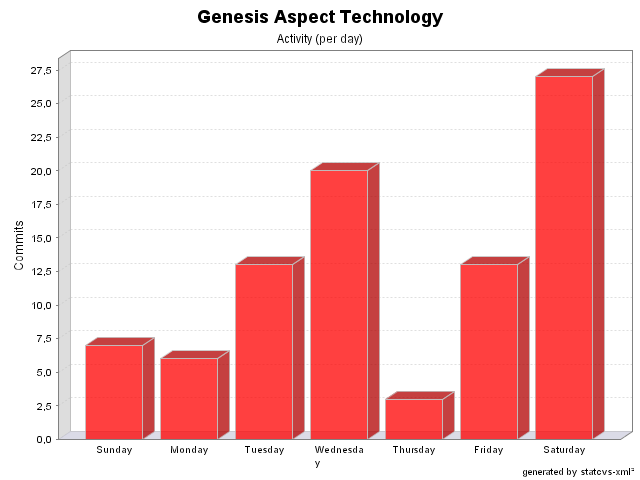 Genesis Aspect Technology
Activity (per day)
Commits
27,5
25,0
22,5
20,0
17,5
15,0
12,5
10,0
7,5
5,0
2,5
0,0
Sunday Monday Tuesday Wednesda Thursday Friday Saturday
y
generated by statcvs-xml²